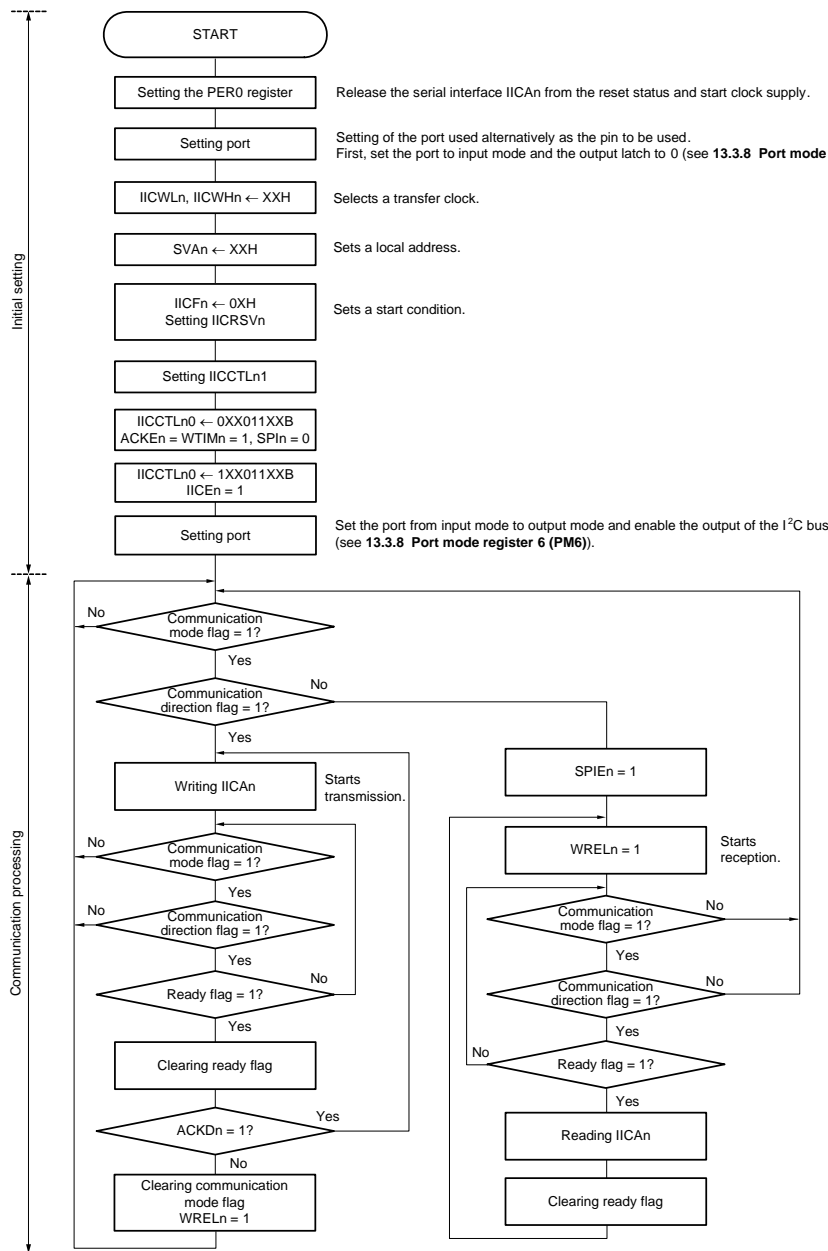 START
Setting the PER0 register
Release the serial interface IICAn from the reset status and start clock supply.
Setting port
Setting of the port used alternatively as the pin to be used.
First, set the port to input mode and the output latch to 0 (see 13.3.8 Port mode
IICWLn, IICWHn ← XXH
Selects a transfer clock.
SVAn ← XXH
Sets a local address.
IICFn ← 0XH
Setting IICRSVn
Sets a start condition.
Setting IICCTLn1
IICCTLn0 ← 0XX011XXB
ACKEn = WTIMn = 1, SPIn = 0
IICCTLn0 ← 1XX011XXB
IICEn = 1
Setting port
Set the port from input mode to output mode and enable the output of the I²C bus
(see 13.3.8 Port mode register 6 (PM6)).
Initial setting
Communication processing
No
Communication
mode flag = 1?
Yes
Communication
direction flag = 1?
No
Yes
Writing IICAn
Starts
transmission.
No
Communication
mode flag = 1?
Yes
No
Communication
direction flag = 1?
Yes
Ready flag = 1?
No
Yes
Clearing ready flag
Yes
ACKDn = 1?
No
Clearing communication
mode flag
WRELn = 1
SPIEn = 1
WRELn = 1
Starts
reception.
Communication
mode flag = 1?
No
Yes
Communication
direction flag = 1?
No
Yes
No
Ready flag = 1?
Yes
Reading IICAn
Clearing ready flag